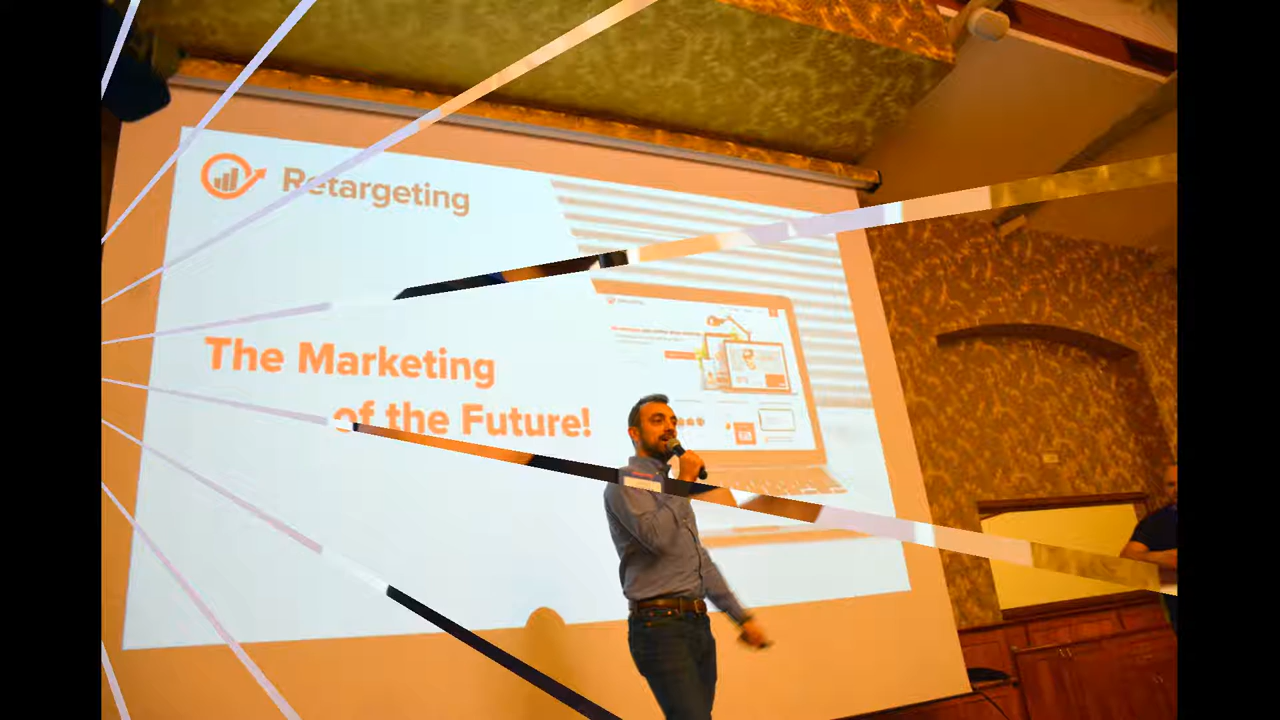 Retargeting
The Marketing
of the Future!